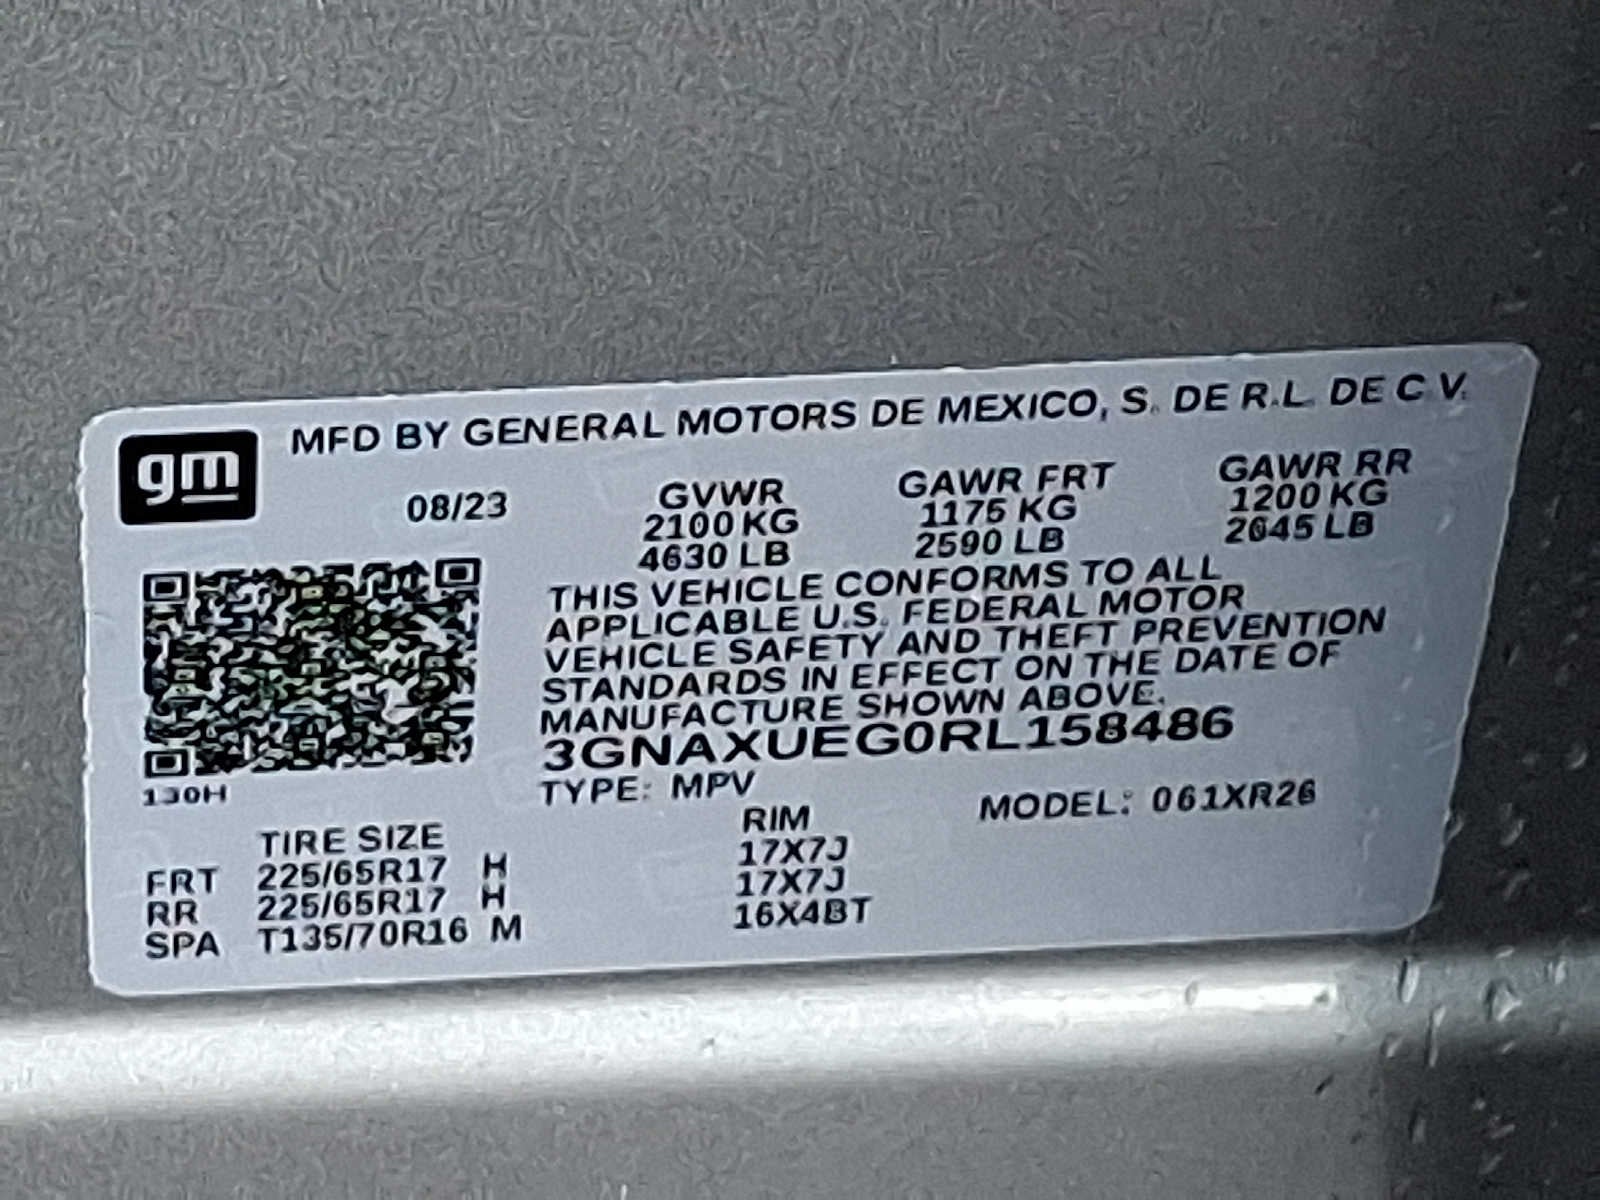 MFD BY GENERAL MOTORS DE MEXICO, S. DE R.L. DE C.V.
gm
08/23
GVWR GAWR FRT GAWR RR
2100 KG 1175 KG 1200 KG
4630 LB 2590 LB 2645 LB
THIS VEHICLE CONFORMS TO ALL
APPLICABLE U.S. FEDERAL MOTOR
VEHICLE SAFETY AND THEFT PREVENTION
STANDARDS IN EFFECT ON THE DATE OF
MANUFACTURE SHOWN ABOVE.
3GNAXUEG0RL158486
130H
TYPE: MPV MODEL: 061XR26
TIRE SIZE RIM
FRT 225/65R17 H 17X7J
RR 225/65R17 H 17X7J
SPA T135/70R16 M 16X4BT